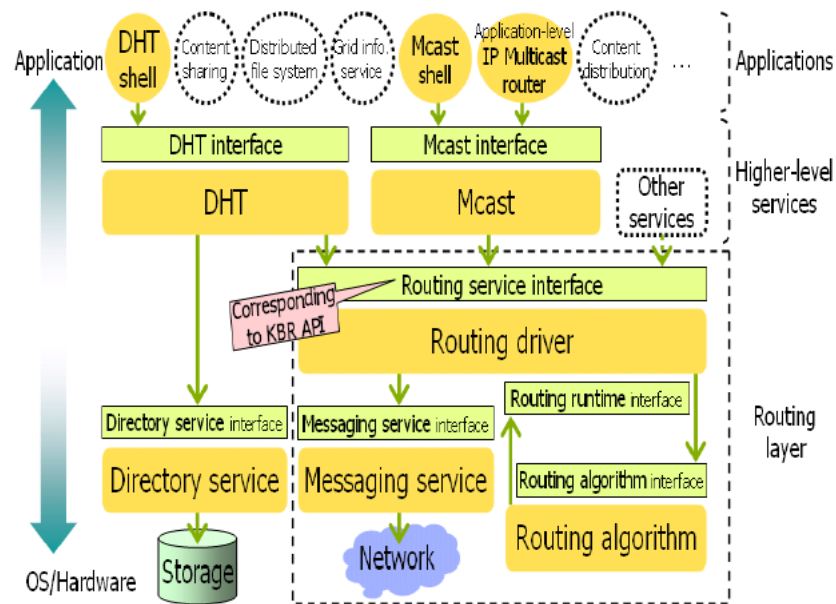 Application
DHT
shell
Content
sharing
Distributed
file system
Grid info.
service
Mcast
shell
Application-level
IP Multicast
router
Content
distribution
...
Applications
DHT interface
Mcast interface
DHT
Mcast
Other
services
Higher-level
services
Routing service interface
Corresponding
to KBR API
Routing driver
Routing runtime interface
Directory service interface
Messaging service interface
Routing
layer
Routing algorithm interface
Directory service
Messaging service
Routing algorithm
Storage
Network
OS/Hardware